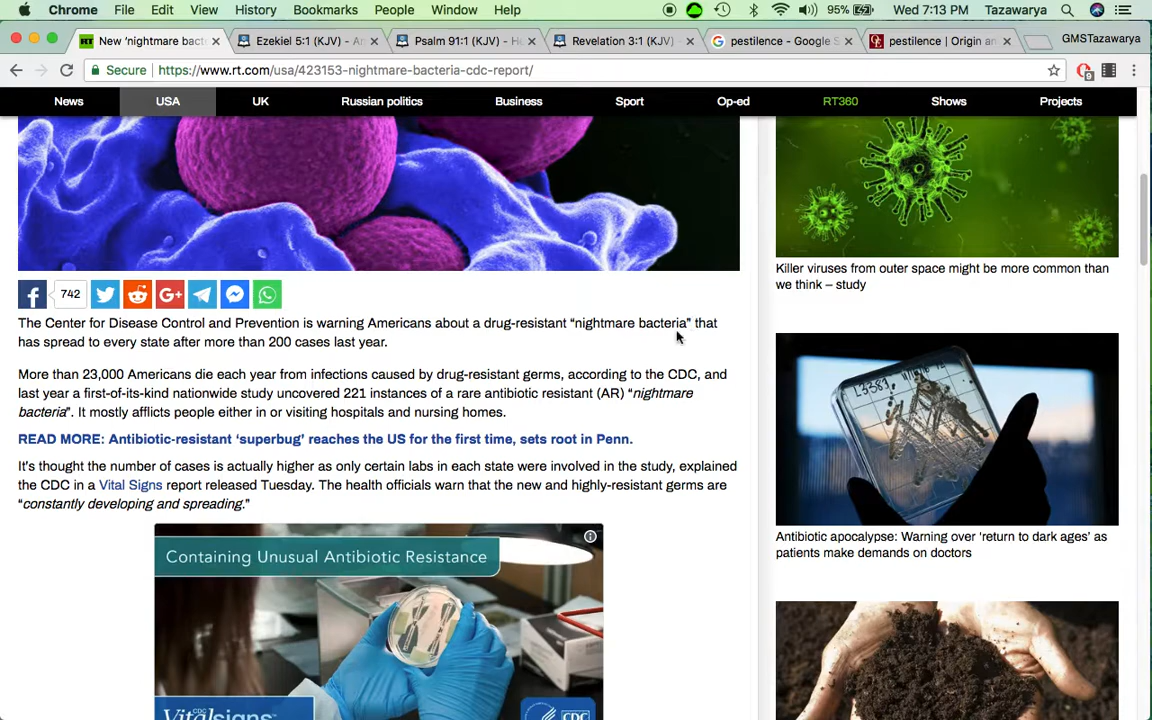 Chrome File Edit View History Bookmarks People Window Help 95% Wed 7:13 PM Tazawarya
RT New 'nightmare bact Ezekiel 5:1 (KJV) - Psalm 91:1 (KJV) - Revelation 3:1 (KJV) pestilence - Google S pestilence | Origin an GMSTazawarya
Secure https://www.rt.com/usa/423153-nightmare-bacteria-cdc-report/
News USA UK Russian politics Business Sport Op-ed RT360 Shows Projects
Killer viruses from outer space might be more common than
we think – study
742
The Center for Disease Control and Prevention is warning Americans about a drug-resistant “nightmare bacteria” that
has spread to every state after more than 200 cases last year.
More than 23,000 Americans die each year from infections caused by drug-resistant germs, according to the CDC, and
last year a first-of-its-kind nationwide study uncovered 221 instances of a rare antibiotic resistant (AR) “nightmare
bacteria”. It mostly afflicts people either in or visiting hospitals and nursing homes.
READ MORE: Antibiotic-resistant ‘superbug’ reaches the US for the first time, sets root in Penn.
It’s thought the number of cases is actually higher as only certain labs in each state were involved in the study, explained
the CDC in a Vital Signs report released Tuesday. The health officials warn that the new and highly-resistant germs are
“constantly developing and spreading.”
Containing Unusual Antibiotic Resistance
CDC
Vitalsigns
CDC
Antibiotic apocalypse: Warning over ‘return to dark ages’ as
patients make demands on doctors